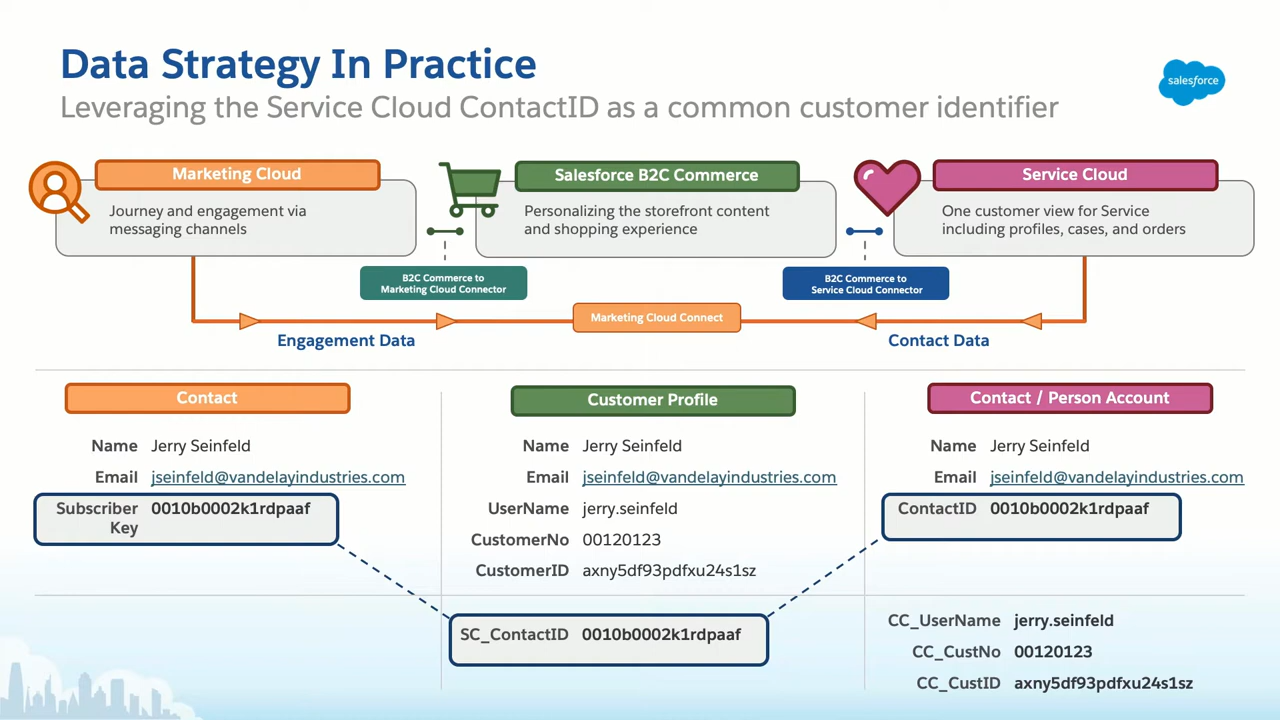 Data Strategy In Practice
Leveraging the Service Cloud ContactID as a common customer identifier
salesforce
Marketing Cloud
Journey and engagement via
messaging channels
Salesforce B2C Commerce
Personalizing the storefront content
and shopping experience
Service Cloud
One customer view for Service
including profiles, cases, and orders
B2C Commerce to
Marketing Cloud Connector
B2C Commerce to
Service Cloud Connector
Marketing Cloud Connect
Engagement Data
Contact Data
Contact
Name Jerry Seinfeld
Email jseinfeld@vandelayindustries.com
Subscriber Key 0010b0002k1rdpaaf
Customer Profile
Name Jerry Seinfeld
Email jseinfeld@vandelayindustries.com
UserName jerry.seinfeld
CustomerNo 00120123
CustomerID axny5df93pdfxu24s1sz
SC_ContactID 0010b0002k1rdpaaf
Contact / Person Account
Name Jerry Seinfeld
Email jseinfeld@vandelayindustries.com
ContactID 0010b0002k1rdpaaf
CC_UserName jerry.seinfeld
CC_CustNo 00120123
CC_CustID axny5df93pdfxu24s1sz